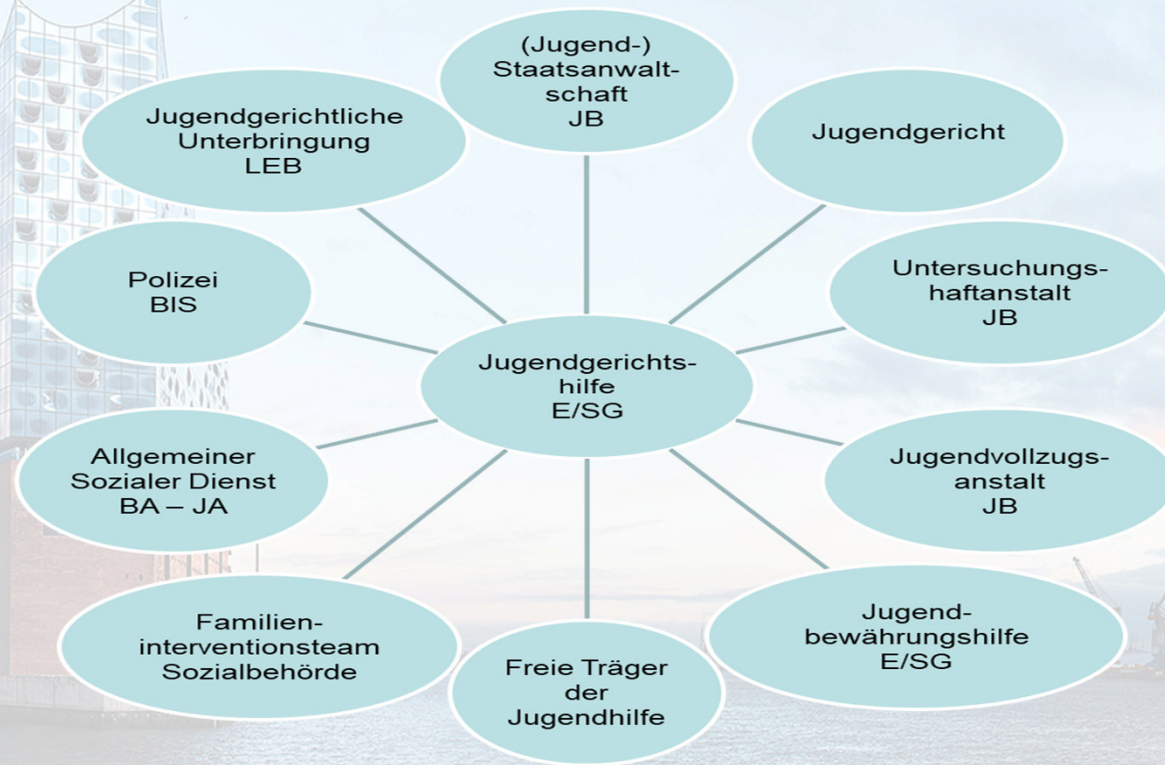 (Jugend-)
Staatsanwalt-
schaft
JB
Jugendgerichtliche
Unterbringung
LEB
Jugendgericht
Polizei
BIS
Untersuchungs-
haftanstalt
JB
Jugendgerichts-
hilfe
E/SG
Allgemeiner
Sozialer Dienst
BA – JA
Jugendvollzugs-
anstalt
JB
Familien-
interventionsteam
Sozialbehörde
Freie Träger
der
Jugendhilfe
Jugend-
bewährungshilfe
E/SG